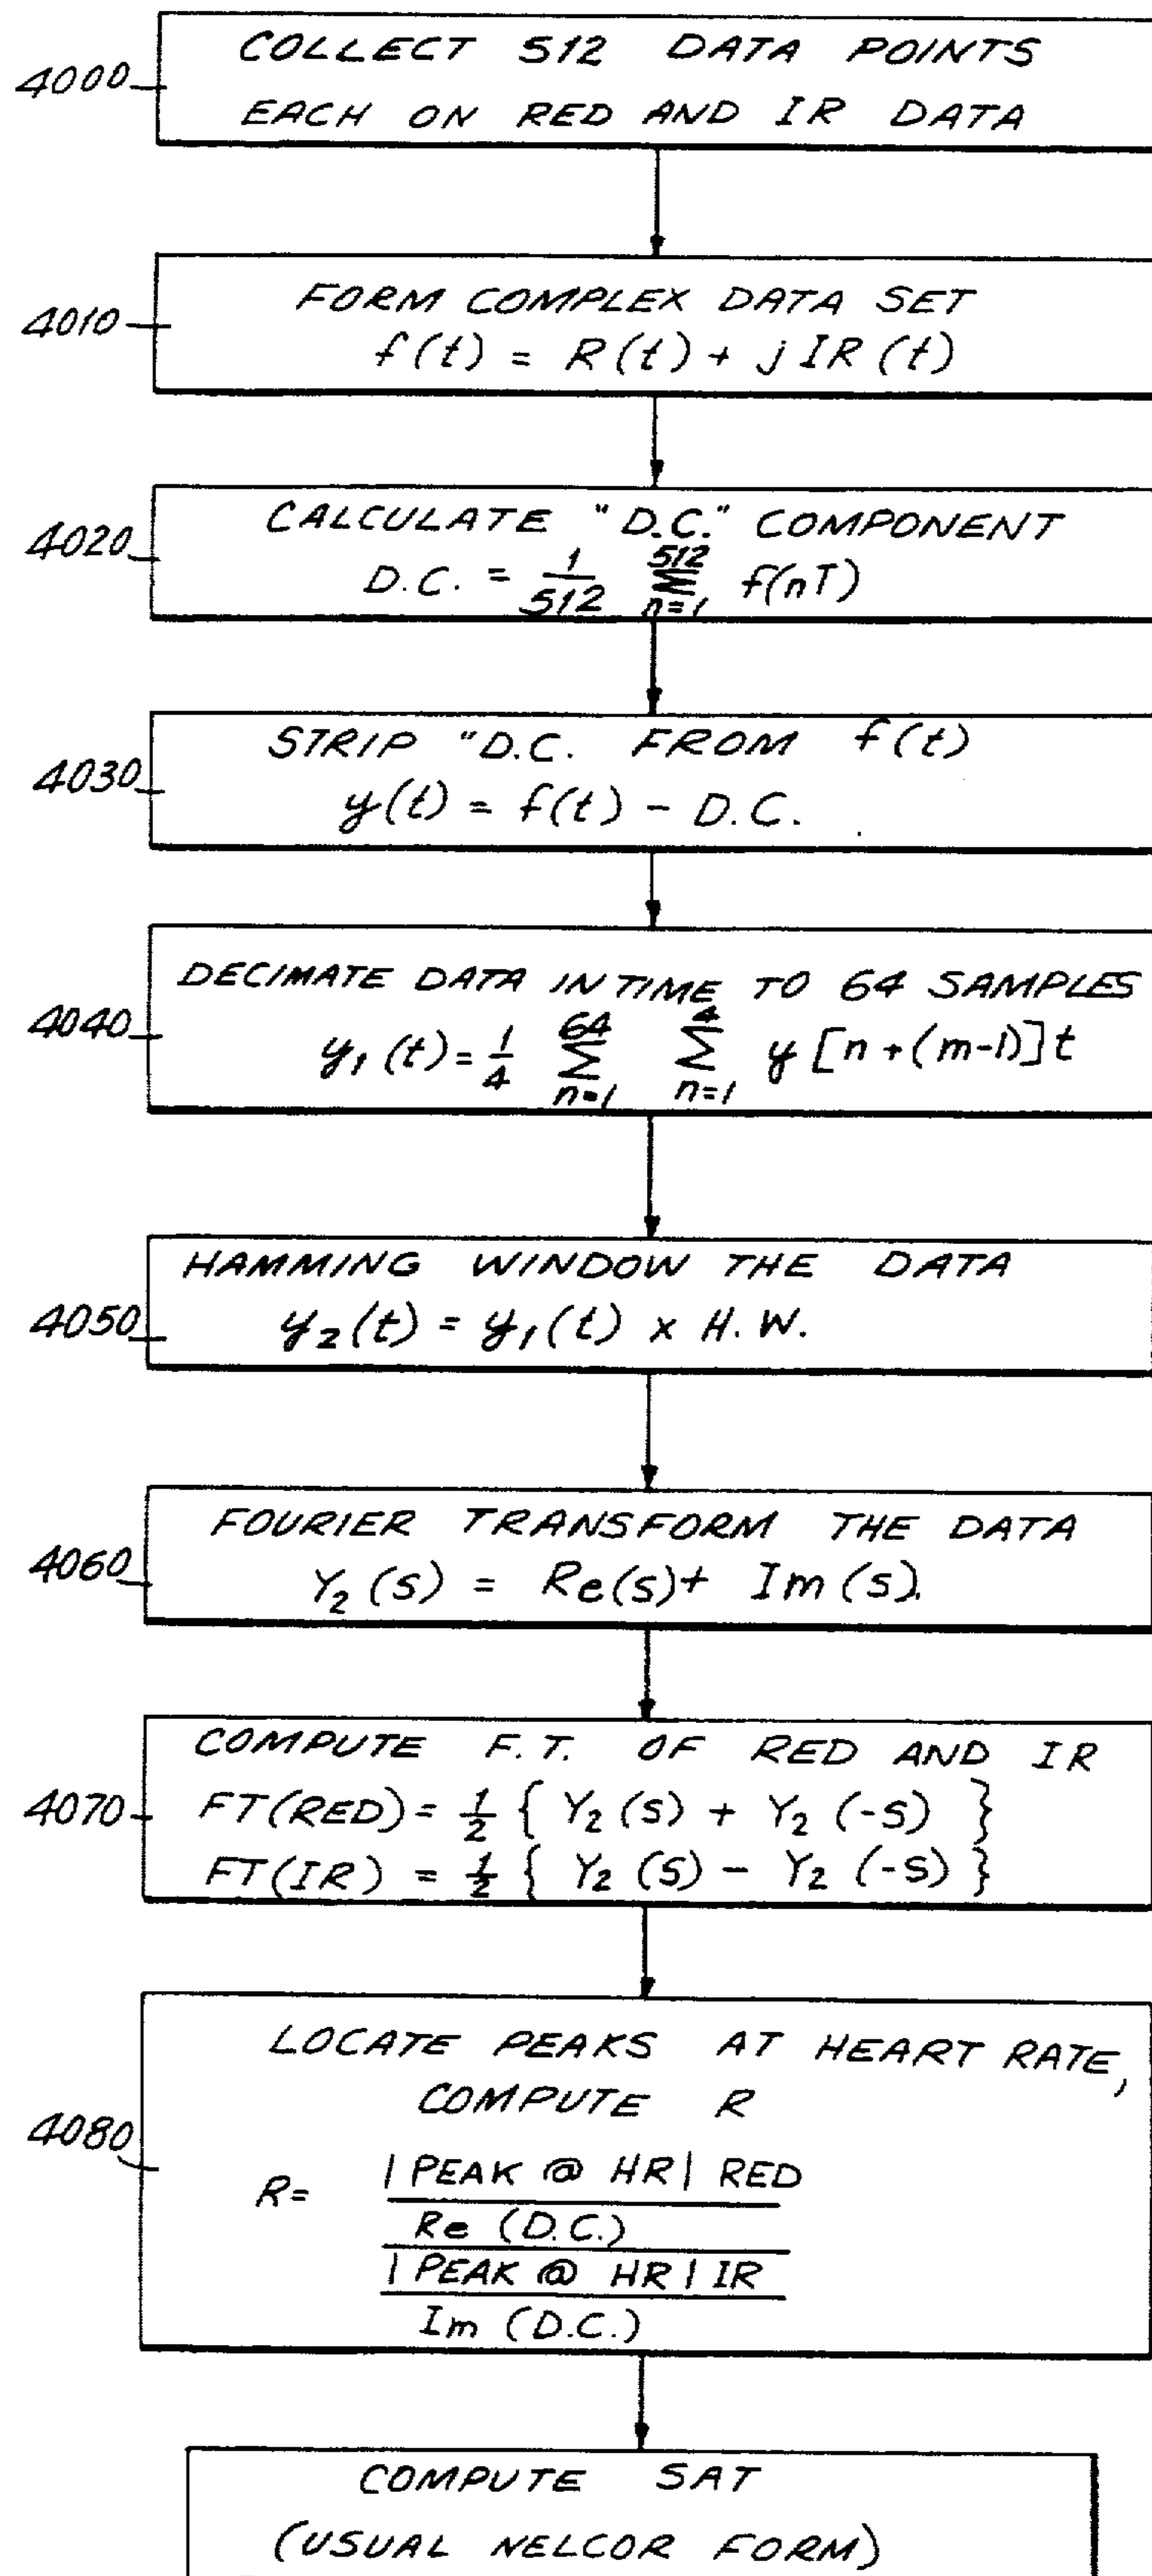 4000
COLLECT 512 DATA POINTS
EACH ON RED AND IR DATA
4010
FORM COMPLEX DATA SET
f(t) = R(t) + j IR(t)
4020
CALCULATE "D.C." COMPONENT
D.C. = 1/512 Σ n=1 512 f(nT)
4030
STRIP "D.C. FROM f(t)
y(t) = f(t) - D.C.
4040
DECIMATE DATA IN TIME TO 64 SAMPLES
y₁(t) = 1/4 Σ n=1 64 Σ n=1 4 y[n+(m-1)]t
4050
HAMMING WINDOW THE DATA
y₂(t) = y₁(t) x H.W.
4060
FOURIER TRANSFORM THE DATA
Y₂(s) = Re(s)+ Im(s).
4070
COMPUTE F.T. OF RED AND IR
FT(RED) = 1/2 { Y₂(s) + Y₂(-s) }
FT(IR) = 1/2 { Y₂(s) - Y₂(-s) }
4080
LOCATE PEAKS AT HEART RATE,
COMPUTE R
R=
|PEAK @ HR| RED
Re (D.C.)
|PEAK @ HR| IR
Im (D.C.)
COMPUTE SAT
(USUAL NELCOR FORM)